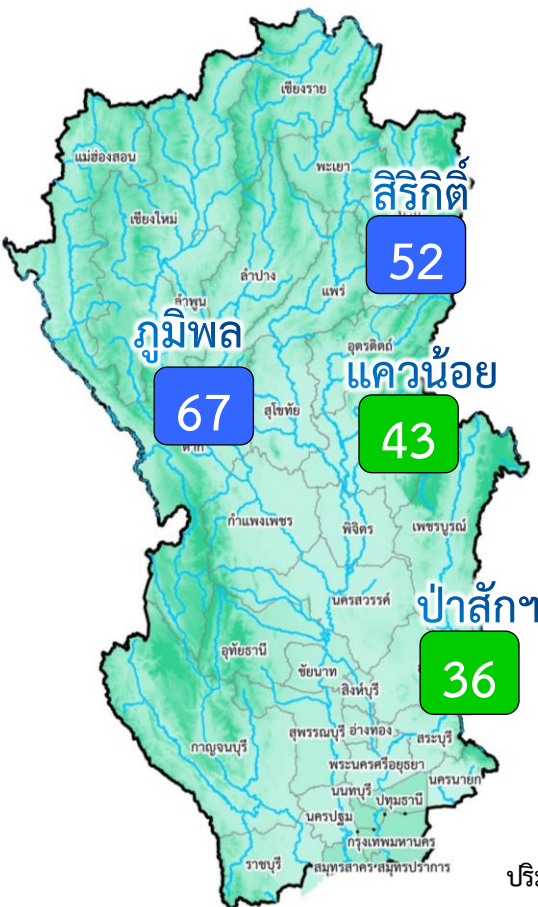 เชียงราย
แม่ฮ่องสอน
พะเยา
สิริกิติ์
เชียงใหม่
52
ลำปาง
ลำพูน
แพร่
ภูมิพล
อุตรดิตถ์
แควน้อย
67
สุโขทัย
43
ตาก
กำแพงเพชร
พิจิตร
เพชรบูรณ์
นครสวรรค์
ป่าสักฯ
อุทัยธานี
ชัยนาท
36
สิงห์บุรี
สุพรรณบุรี อ่างทอง
สระบุรี
กาญจนบุรี
พระนครศรีอยุธยา
นครนายก
นนทบุรี
ปทุมธานี
นครปฐม
กรุงเทพมหานคร
ราชบุรี
สมุทรสาคร สมุทรปราการ